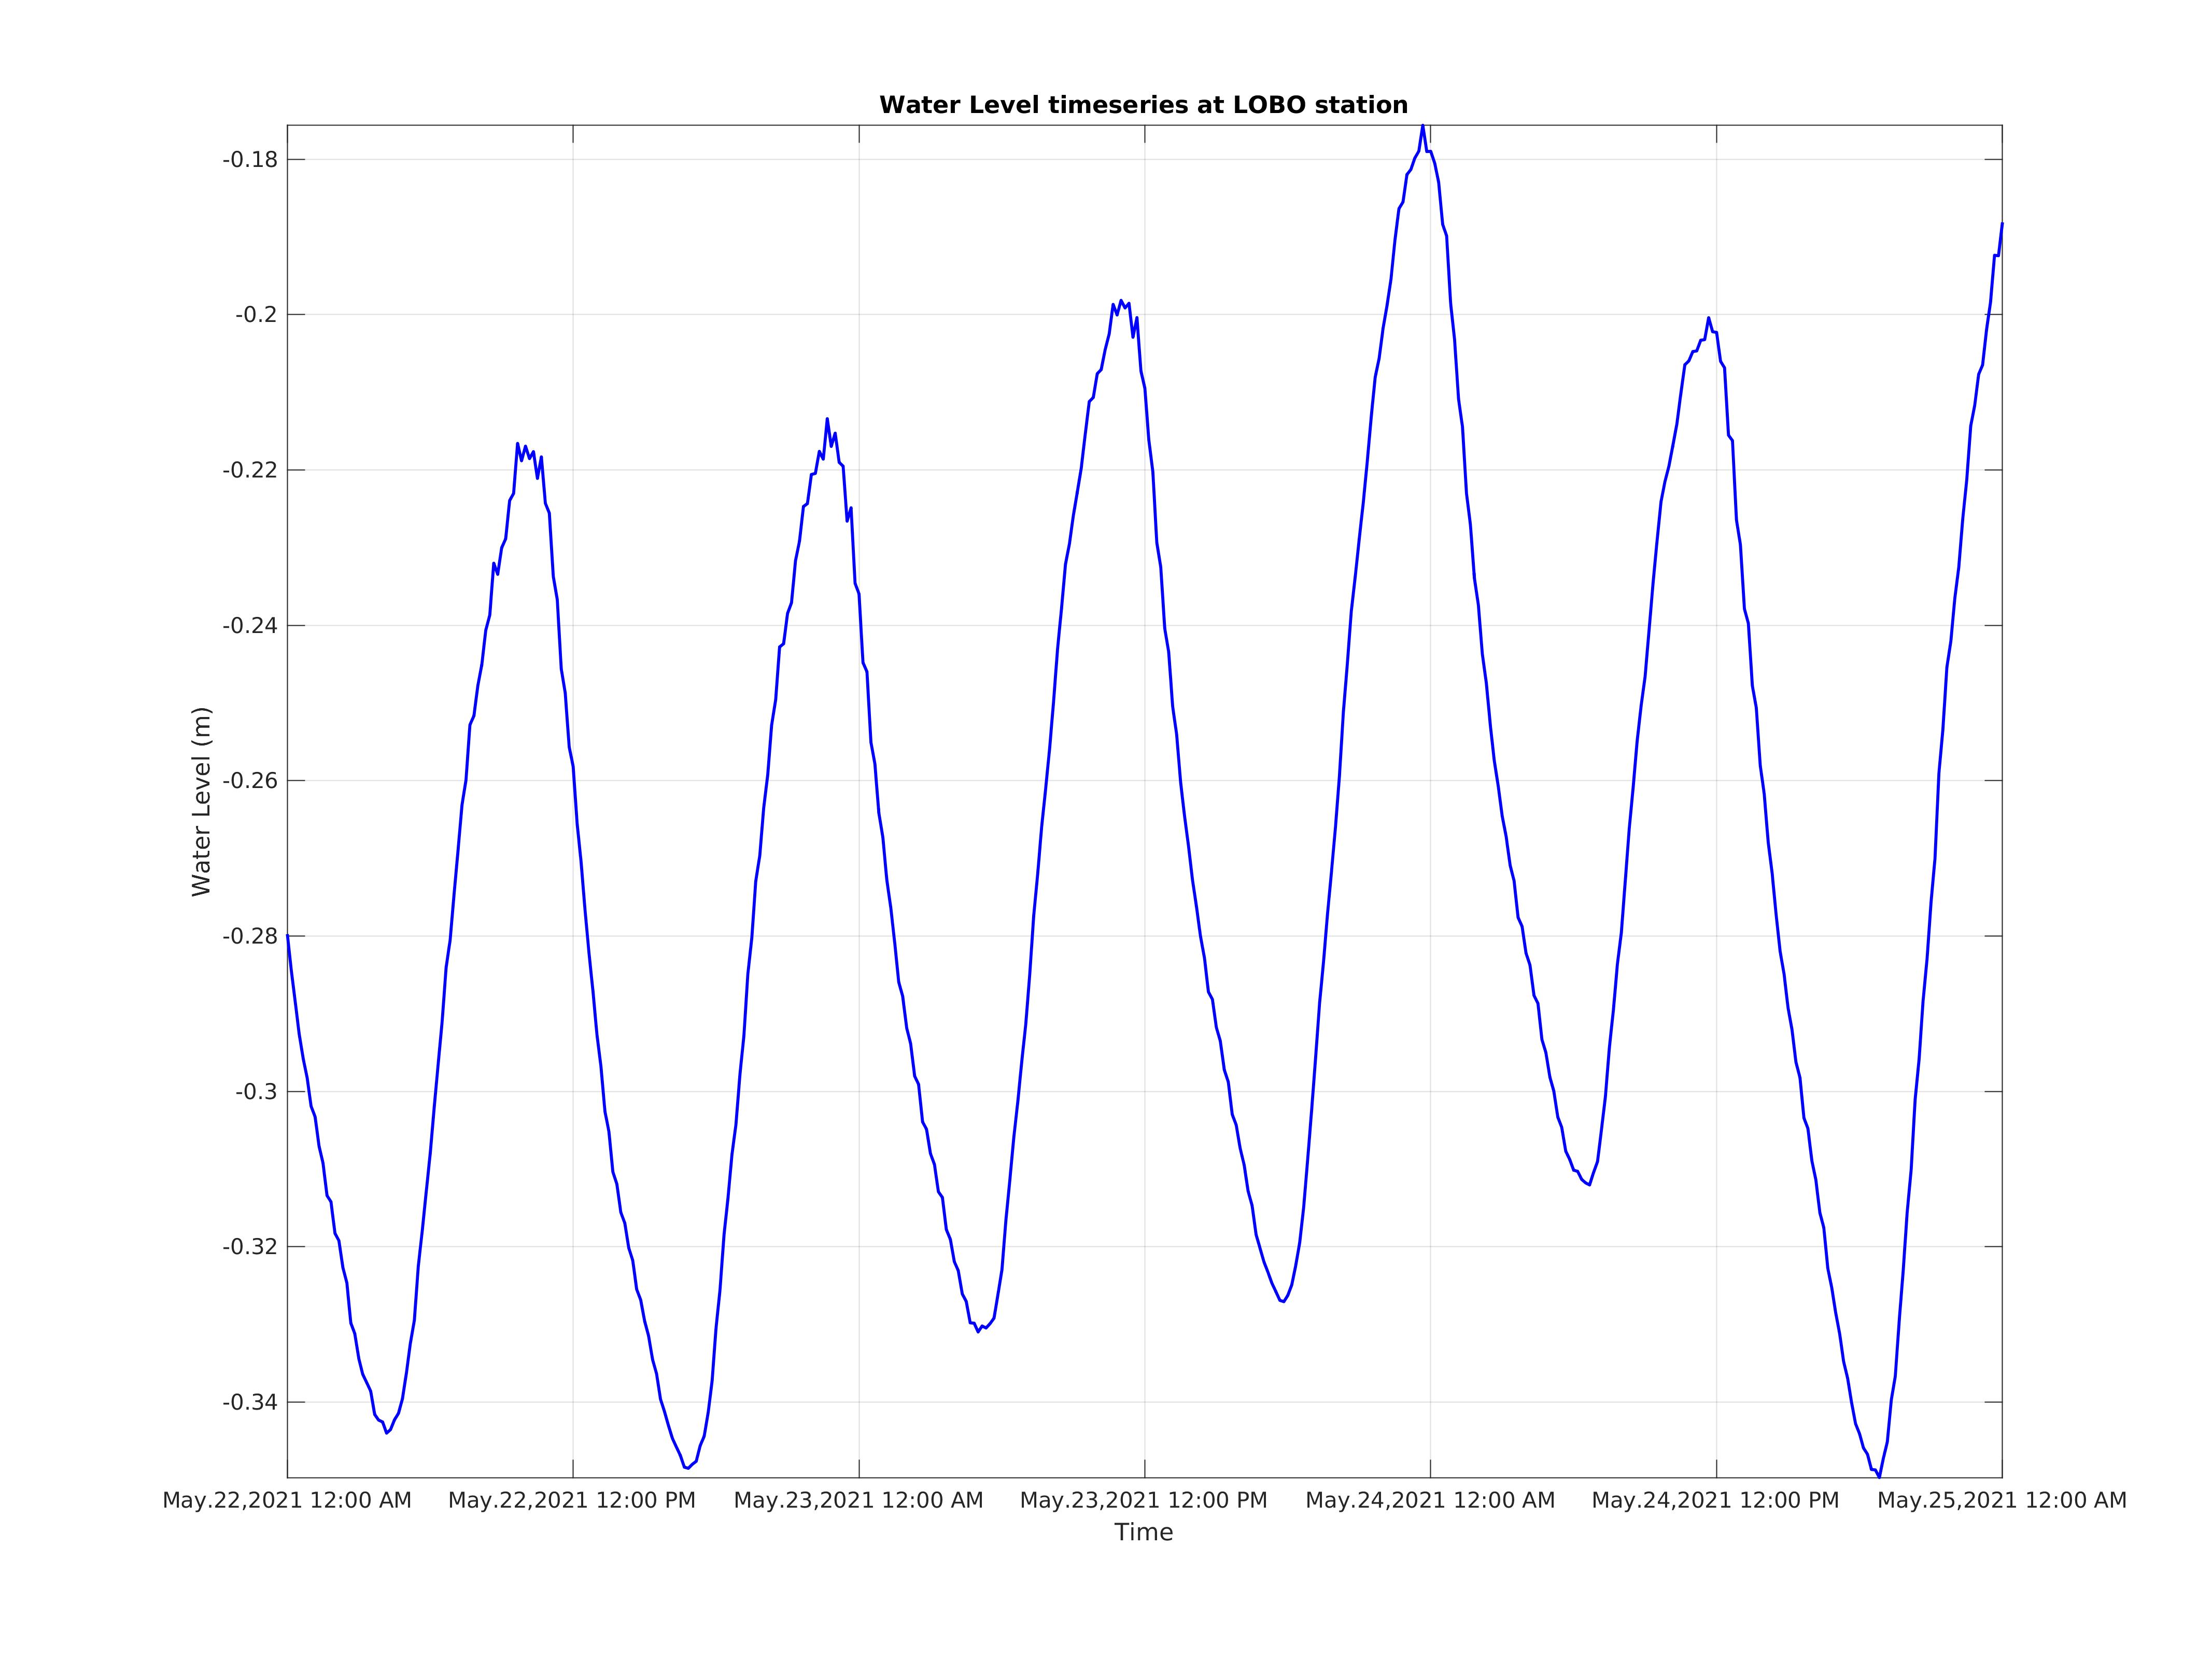 Water Level timeseries at LOBO station
-0.18
-0.2
-0.22
-0.24
-0.26
-0.28
-0.3
-0.32
-0.34
Water Level (m)
May.22,2021 12:00 AM
May.22,2021 12:00 PM
May.23,2021 12:00 AM
May.23,2021 12:00 PM
May.24,2021 12:00 AM
May.24,2021 12:00 PM
May.25,2021 12:00 AM
Time